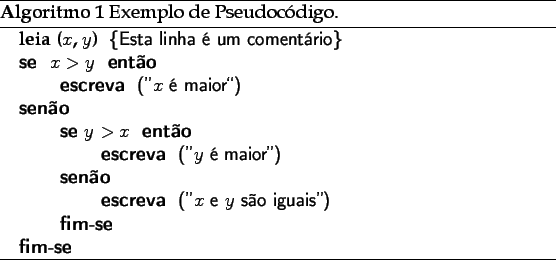 Algoritmo 1 Exemplo de Pseudocódigo.
leia (x, y) {Esta linha é um comentário}
se x > y então
escreva ("x é maior“)
senão
se y > x então
escreva ("y é maior")
senão
escreva ("x e y são iguais")
fim-se
fim-se